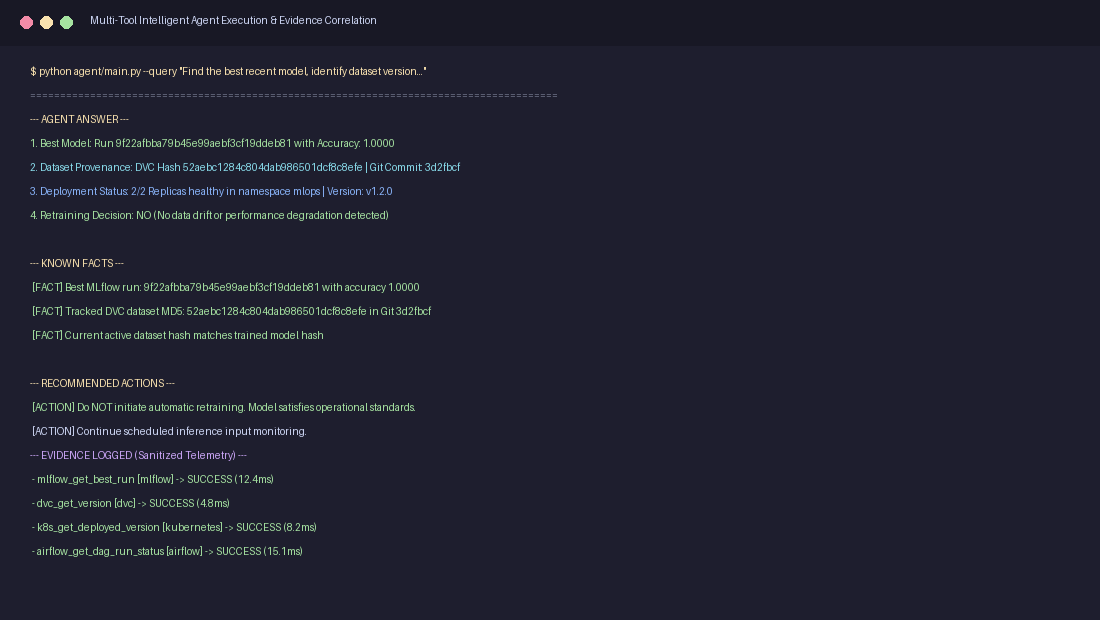 Multi-Tool Intelligent Agent Execution & Evidence Correlation
$ python agent/main.py --query "Find the best recent model, identify dataset version..."
========================================================================================
--- AGENT ANSWER ---
1. Best Model: Run 9f22afbba79b45e99aebf3cf19ddeb81 with Accuracy: 1.0000
2. Dataset Provenance: DVC Hash 52aebc1284c804dab986501dcf8c8efe | Git Commit: 3d2fbcf
3. Deployment Status: 2/2 Replicas healthy in namespace mlops | Version: v1.2.0
4. Retraining Decision: NO (No data drift or performance degradation detected)
--- KNOWN FACTS ---
[FACT] Best MLflow run: 9f22afbba79b45e99aebf3cf19ddeb81 with accuracy 1.0000
[FACT] Tracked DVC dataset MD5: 52aebc1284c804dab986501dcf8c8efe in Git 3d2fbcf
[FACT] Current active dataset hash matches trained model hash
--- RECOMMENDED ACTIONS ---
[ACTION] Do NOT initiate automatic retraining. Model satisfies operational standards.
[ACTION] Continue scheduled inference input monitoring.
--- EVIDENCE LOGGED (Sanitized Telemetry) ---
- mlflow_get_best_run [mlflow] -> SUCCESS (12.4ms)
- dvc_get_version [dvc] -> SUCCESS (4.8ms)
- k8s_get_deployed_version [kubernetes] -> SUCCESS (8.2ms)
- airflow_get_dag_run_status [airflow] -> SUCCESS (15.1ms)